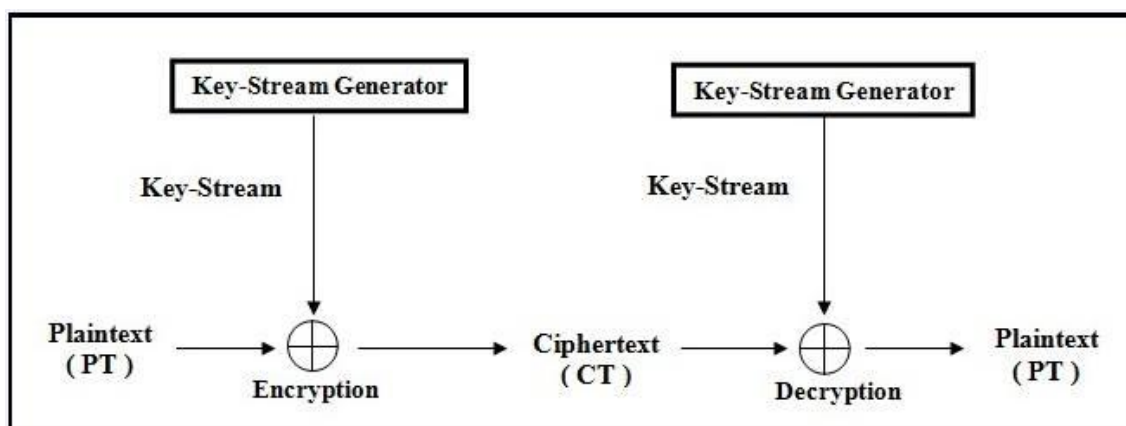 Key-Stream Generator
Key-Stream Generator
Key-Stream
Key-Stream
Plaintext
( PT )
Encryption
Ciphertext
( CT )
Decryption
Plaintext
( PT )